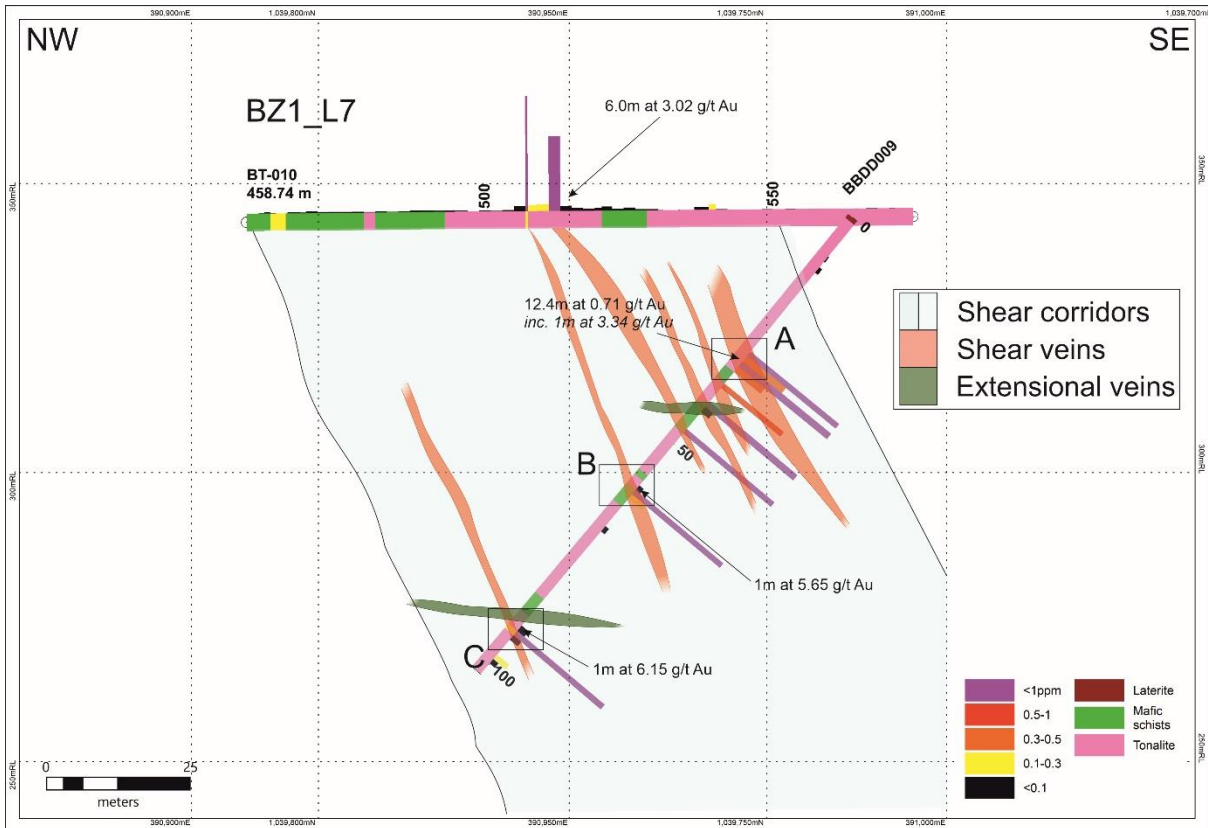 390,900mE
1,039,800mN
390,950mE
1,039,750mN
391,000mE
1,039,700mE
NW
SE
BZ1_L7
6.0m at 3.02 g/t Au
BT-010
458.74 m
500
550
BBDD009
0
350mRL
350mRL
12.4m at 0.71 g/t Au
inc. 1m at 3.34 g/t Au
A
Shear corridors
Shear veins
Extensional veins
50
B
300mRL
300mRL
1m at 5.65 g/t Au
C
100
1m at 6.15 g/t Au
<1ppm
0.5-1
0.3-0.5
0.1-0.3
<0.1
Laterite
Mafic
schists
Tonalite
0
25
meters
250mRL
250mRL
390,900mE
1,039,800mN
390,950mE
1,039,750mN
391,000mE